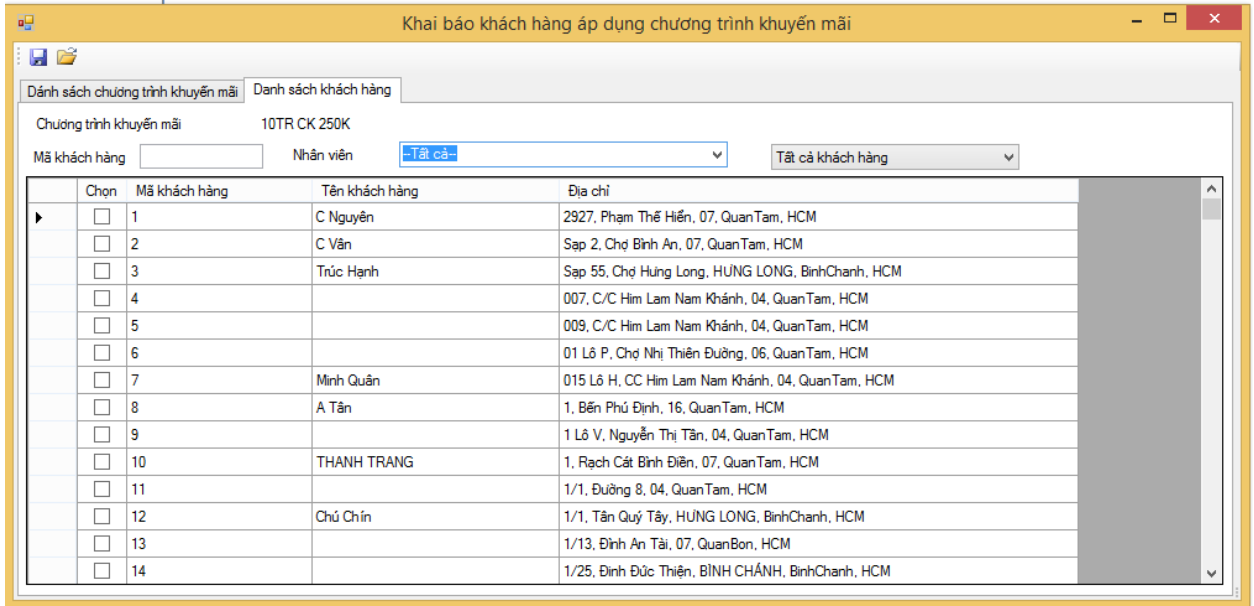 Khai báo khách hàng áp dụng chương trình khuyến mãi
Dánh sách chương trình khuyến mãi Danh sách khách hàng
Chương trình khuyến mãi 10TR CK 250K
Mã khách hàng Nhân viên --Tất cả-- Tất cả khách hàng
Chọn Mã khách hàng Tên khách hàng Địa chỉ
1 C Nguyên 2927, Phạm Thế Hiển, 07, QuanTam, HCM
2 C Vân Sạp 2, Chợ Bình An, 07, QuanTam, HCM
3 Trúc Hạnh Sạp 55, Chợ Hưng Long, HƯNG LONG, BinhChanh, HCM
4 007, C/C Him Lam Nam Khánh, 04, QuanTam, HCM
5 009, C/C Him Lam Nam Khánh, 04, QuanTam, HCM
6 01 Lô P, Chợ Nhị Thiên Đường, 06, QuanTam, HCM
7 Minh Quân 015 Lô H, CC Him Lam Nam Khánh, 04, QuanTam, HCM
8 A Tân 1, Bến Phú Định, 16, QuanTam, HCM
9 1 Lô V, Nguyễn Thị Tần, 04, QuanTam, HCM
10 THANH TRANG 1, Rạch Cát Bình Điền, 07, QuanTam, HCM
11 1/1, Đường 8, 04, QuanTam, HCM
12 Chú Chín 1/1, Tân Quý Tây, HƯNG LONG, BinhChanh, HCM
13 1/13, Đình An Tài, 07, QuanBon, HCM
14 1/25, Đinh Đức Thiện, BÌNH CHÁNH, BinhChanh, HCM